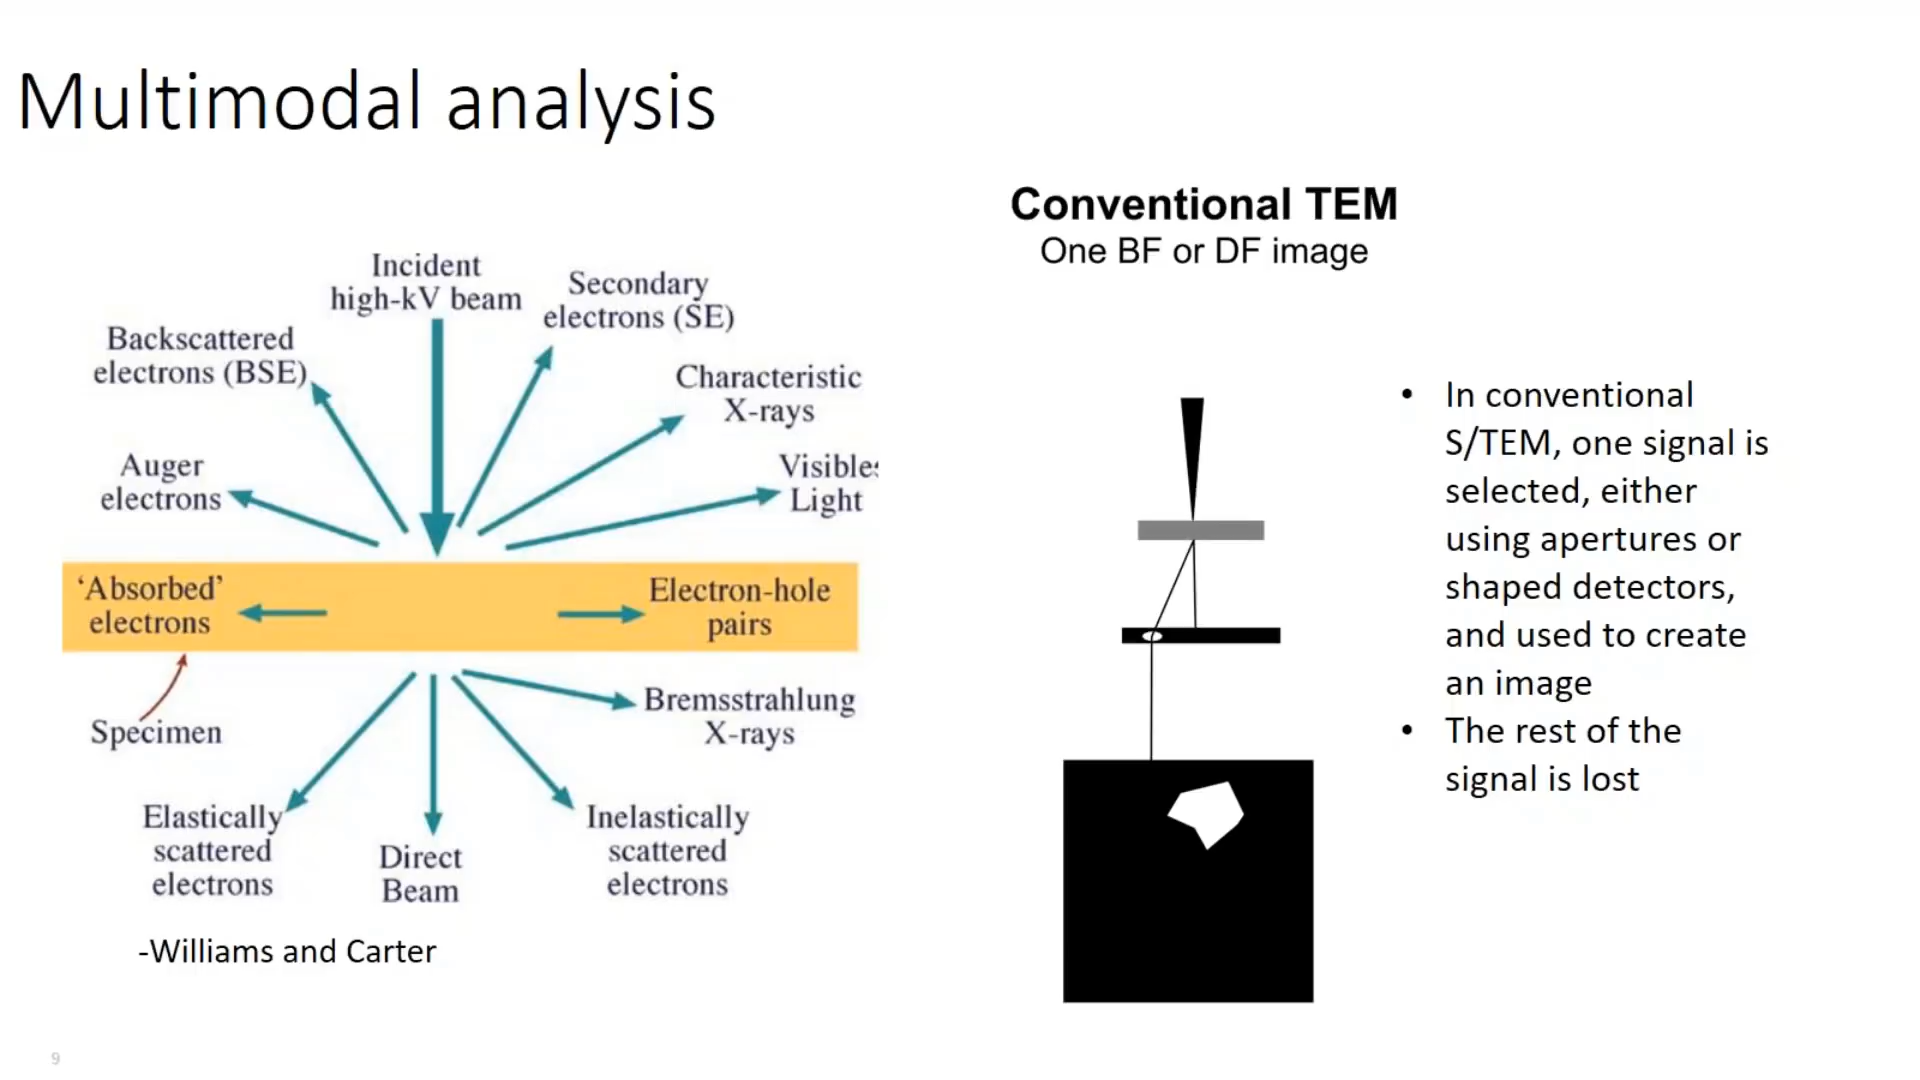 Multimodal analysis
Incident
high-kV beam
Secondary
electrons (SE)
Backscattered
electrons (BSE)
Characteristic
X-rays
Auger
electrons
Visible
Light
‘Absorbed’
electrons
Electron-hole
pairs
Specimen
Bremsstrahlung
X-rays
Elastically
scattered
electrons
Direct
Beam
Inelastically
scattered
electrons
-Williams and Carter
Conventional TEM
One BF or DF image
• In conventional
S/TEM, one signal is
selected, either
using apertures or
shaped detectors,
and used to create
an image
• The rest of the
signal is lost
9